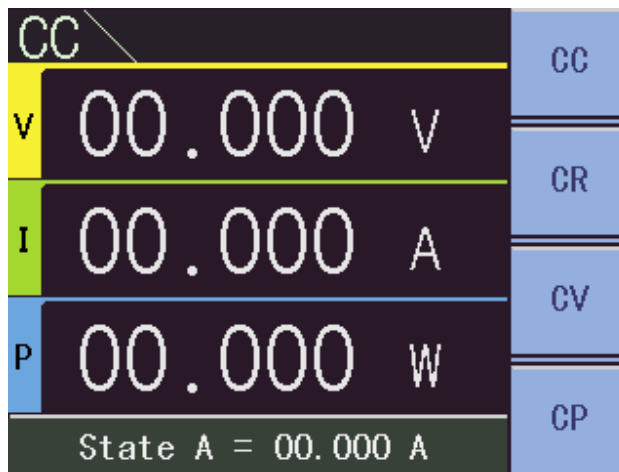 CC
V 00.000 V
I 00.000 A
P 00.000 W
State A = 00.000 A
CC
CR
CV
CP